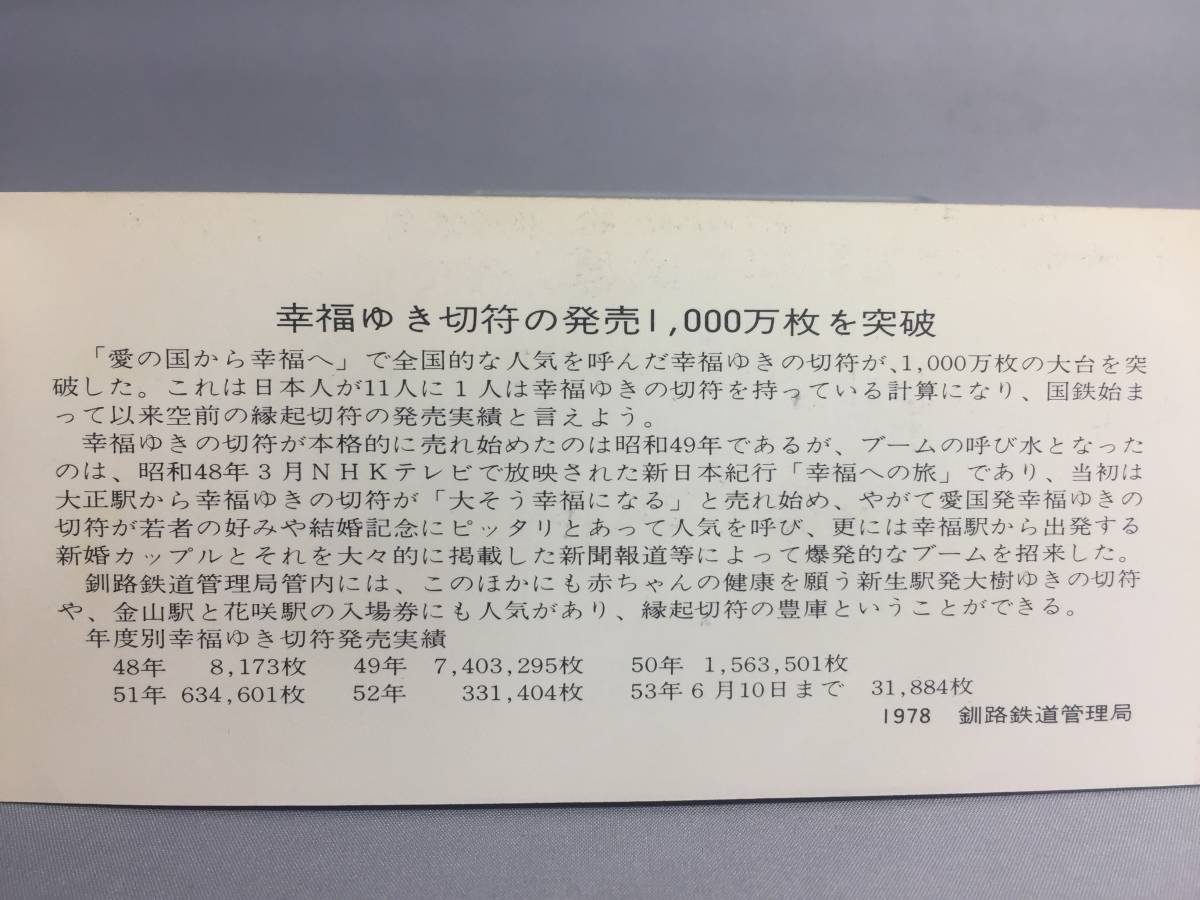 幸福ゆき切符の発売1,000万枚を突破
「愛の国から幸福へ」で全国的な人気を呼んだ幸福ゆきの切符が、1,000万枚の大台を突
破した。これは日本人が11人に1人は幸福ゆきの切符を持っている計算になり、国鉄始ま
って以来空前の縁起切符の発売実績と言えよう。
幸福ゆきの切符が本格的に売れ始めたのは昭和49年であるが、ブームの呼び水となった
のは、昭和48年3月NHKテレビで放映された新日本紀行「幸福への旅」であり、当初は
大正駅から幸福ゆきの切符が「大そう幸福になる」と売れ始め、やがて愛国発幸福ゆきの
切符が若者の好みや結婚記念にピッタリとあって人気を呼び、更には幸福駅から出発する
新婚カップルとそれを大々的に掲載した新聞報道等によって爆発的なブームを招来した。
釧路鉄道管理局管内には、このほかにも赤ちゃんの健康を願う新生駅発大樹ゆきの切符
や、金山駅と花咲駅の入場券にも人気があり、縁起切符の豊庫ということができる。
年度別幸福ゆき切符発売実績
48年 8,173枚 49年 7,403,295枚 50年 1,563,501枚
51年 634,601枚 52年 331,404枚 53年6月10日まで 31,884枚
1978 釧路鉄道管理局